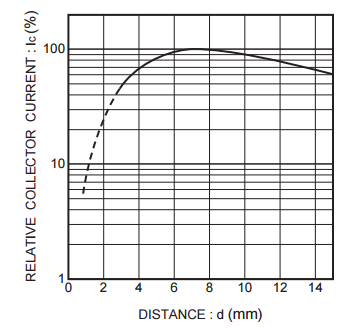 RELATIVE COLLECTOR CURRENT : Ic (%)
100
10
1
0 2 4 6 8 10 12 14
DISTANCE : d (mm)